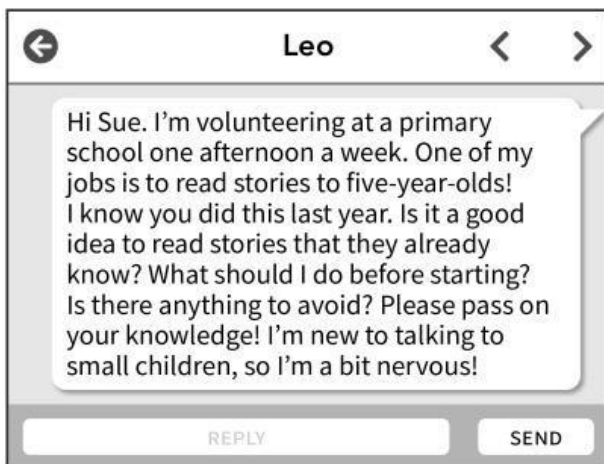 Leo
Hi Sue. I'm volunteering at a primary
school one afternoon a week. One of my
jobs is to read stories to five-year-olds!
I know you did this last year. Is it a good
idea to read stories that they already
know? What should I do before starting?
Is there anything to avoid? Please pass on
your knowledge! I'm new to talking to
small children, so I'm a bit nervous!
REPLY
SEND